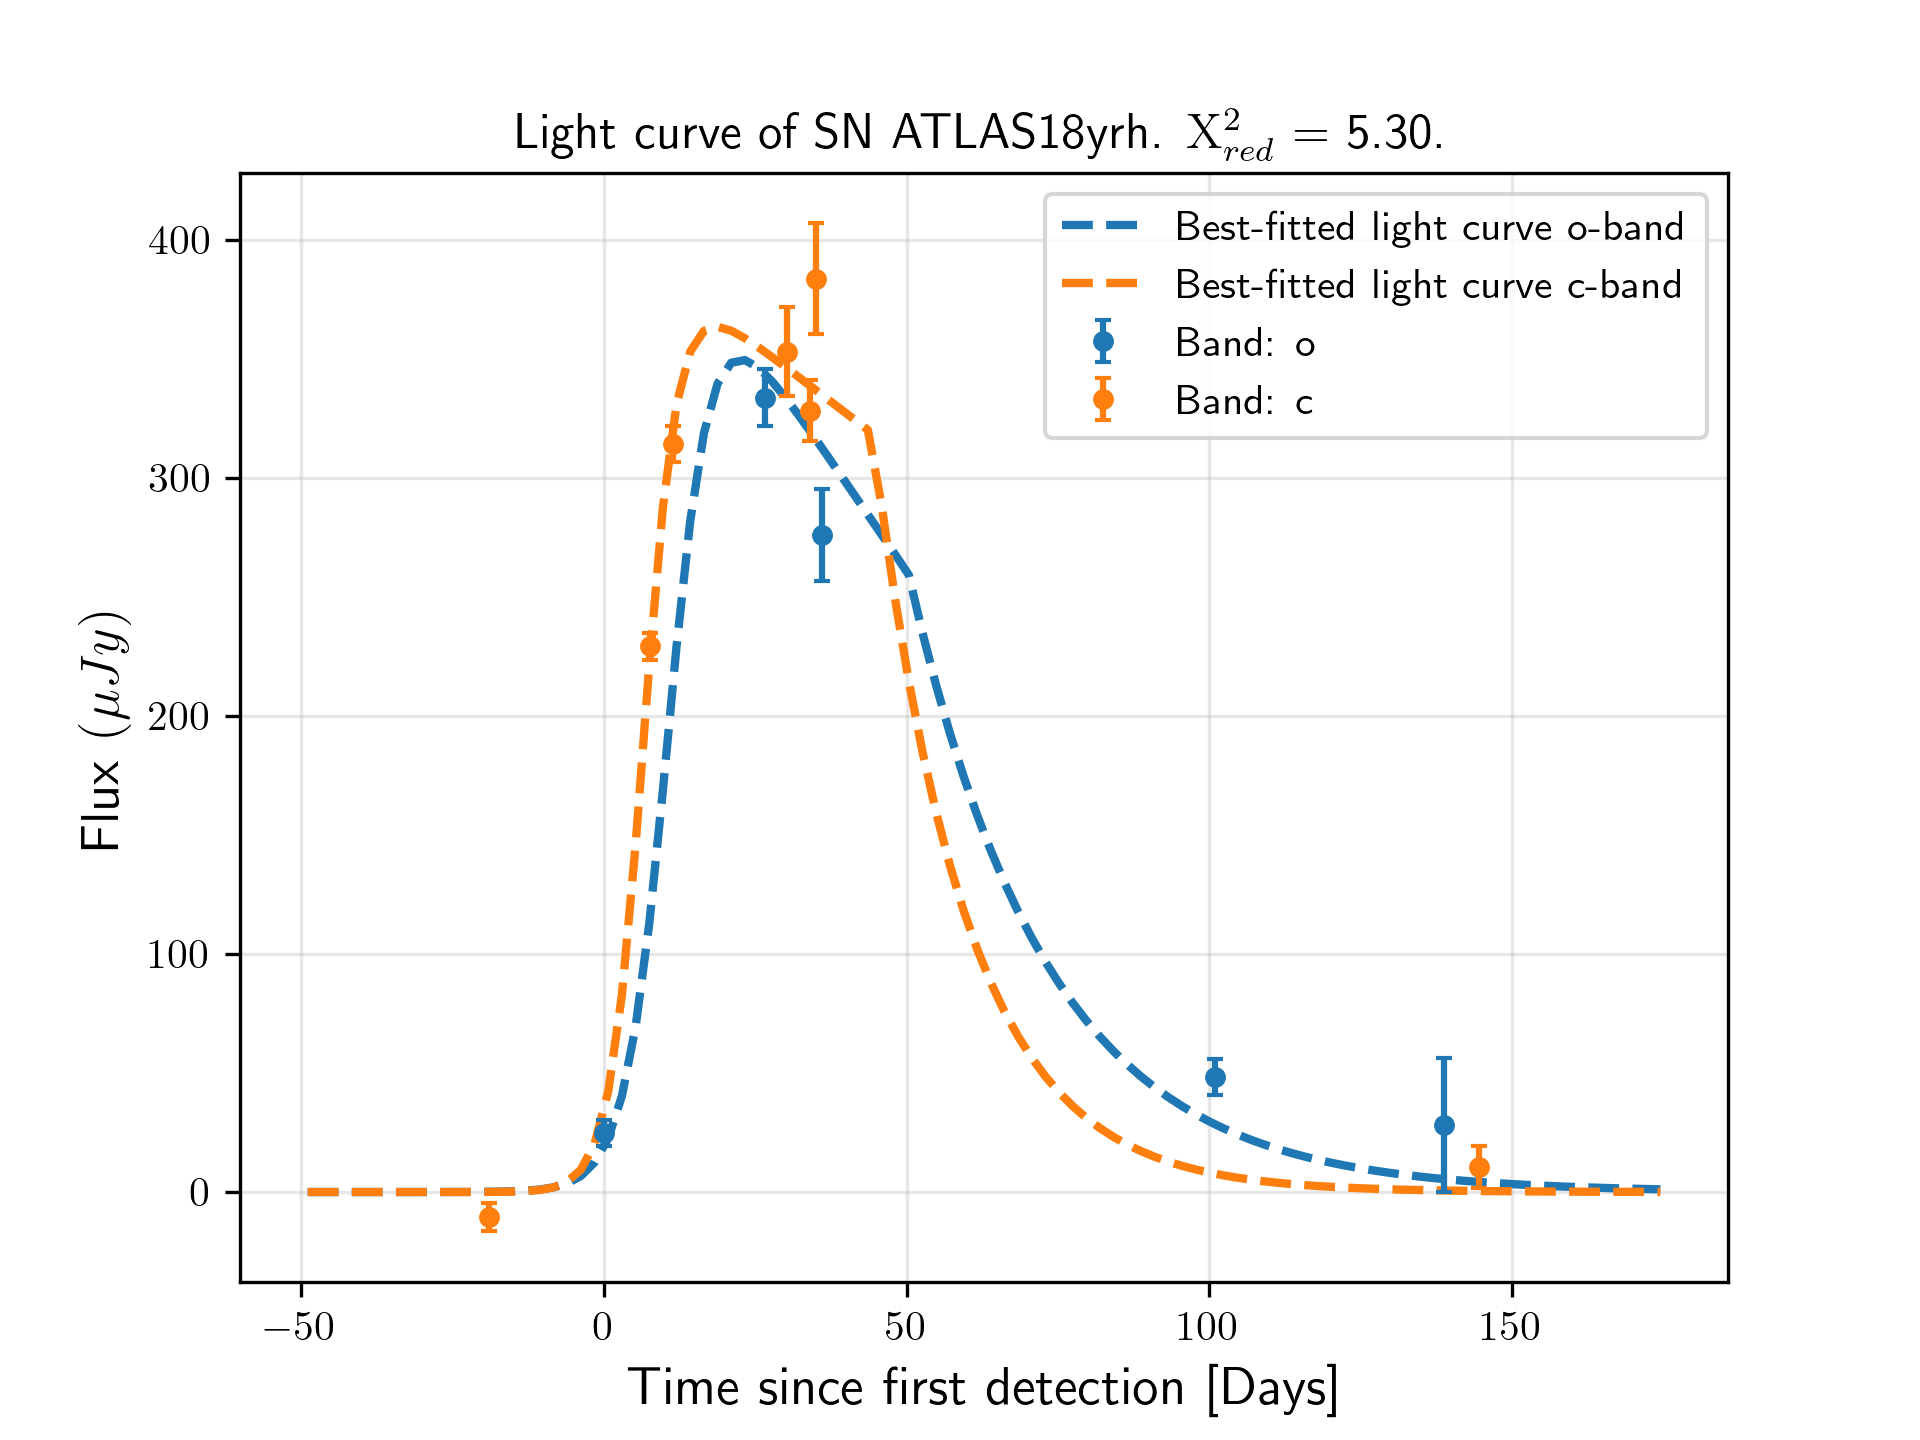 Light curve of SN ATLAS18yrh. X²_red = 5.30.
Best-fitted light curve o-band
Best-fitted light curve c-band
Band: o
Band: c
400
300
200
100
0
Flux (μJy)
−50 0 50 100 150
Time since first detection [Days]